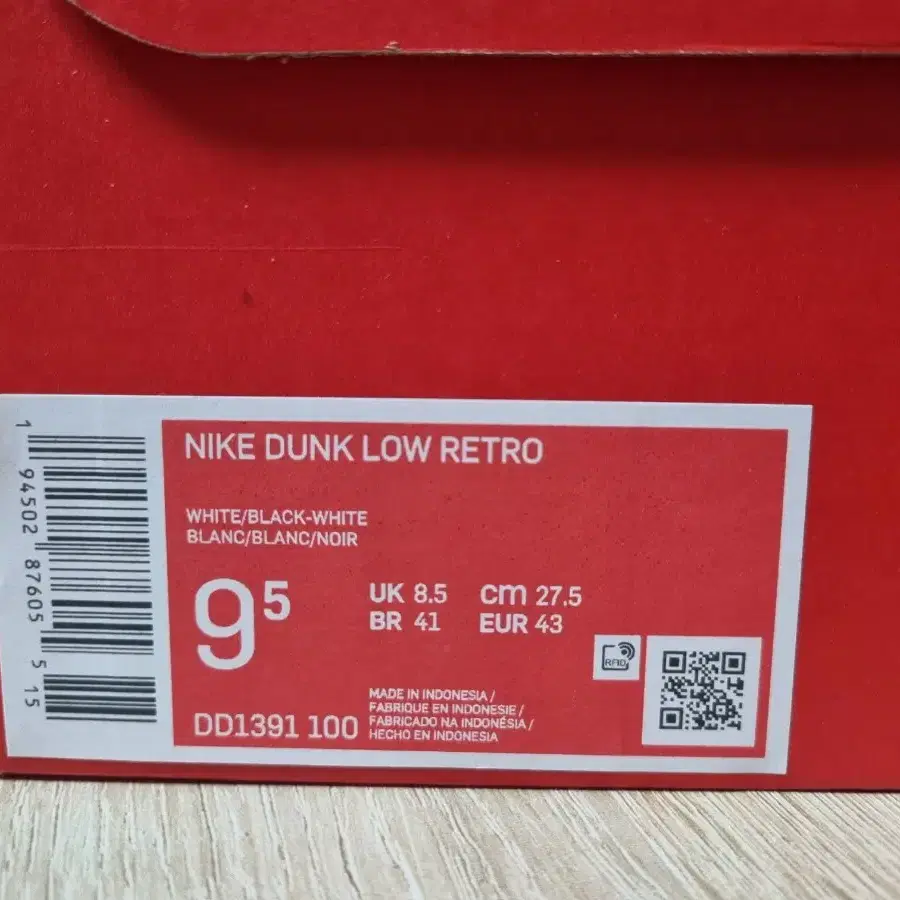 1 94502 87605 5 15
NIKE DUNK LOW RETRO
WHITE/BLACK-WHITE
BLANC/BLANC/NOIR
9 5
UK 8.5 cm 27.5
BR 41 EUR 43
RFID
MADE IN INDONESIA /
FABRIQUE EN INDONESIE /
FABRICADO NA INDONÉSIA /
HECHO EN INDONESIA
DD1391 100